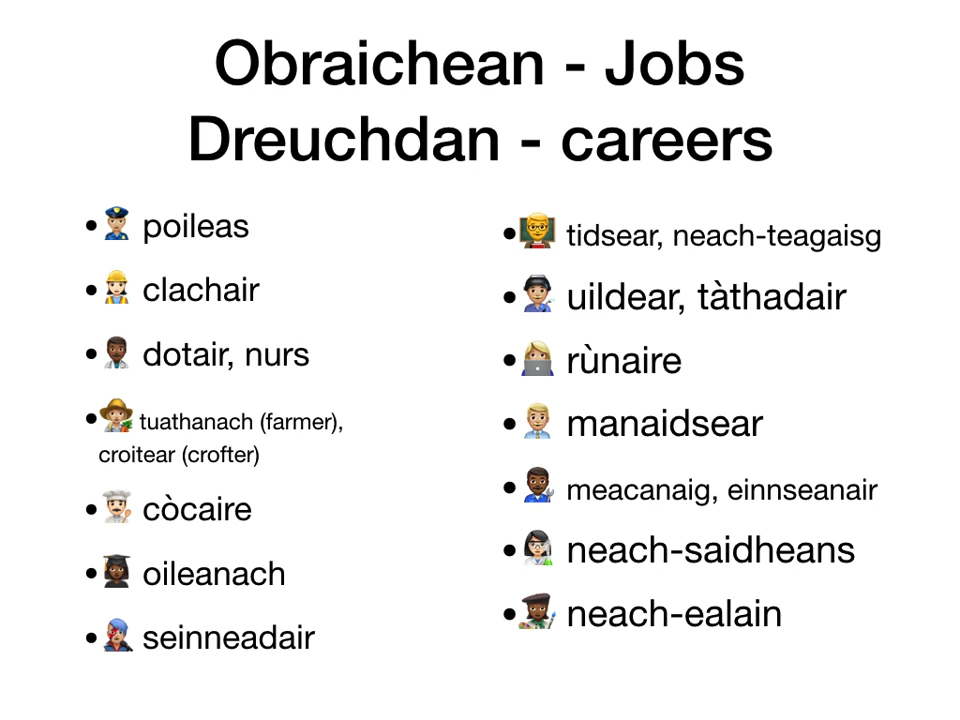 Obraichean - Jobs
Dreuchdan - careers
• poileas
• clachair
• dotair, nurs
• tuathanach (farmer),
croitear (crofter)
• còcaire
• oileanach
• seinneadair
• tidsear, neach-teagaisg
• uildear, tàthadair
• rùnaire
• manaidsear
• meacanaig, einnseanair
• neach-saidheans
• neach-ealain